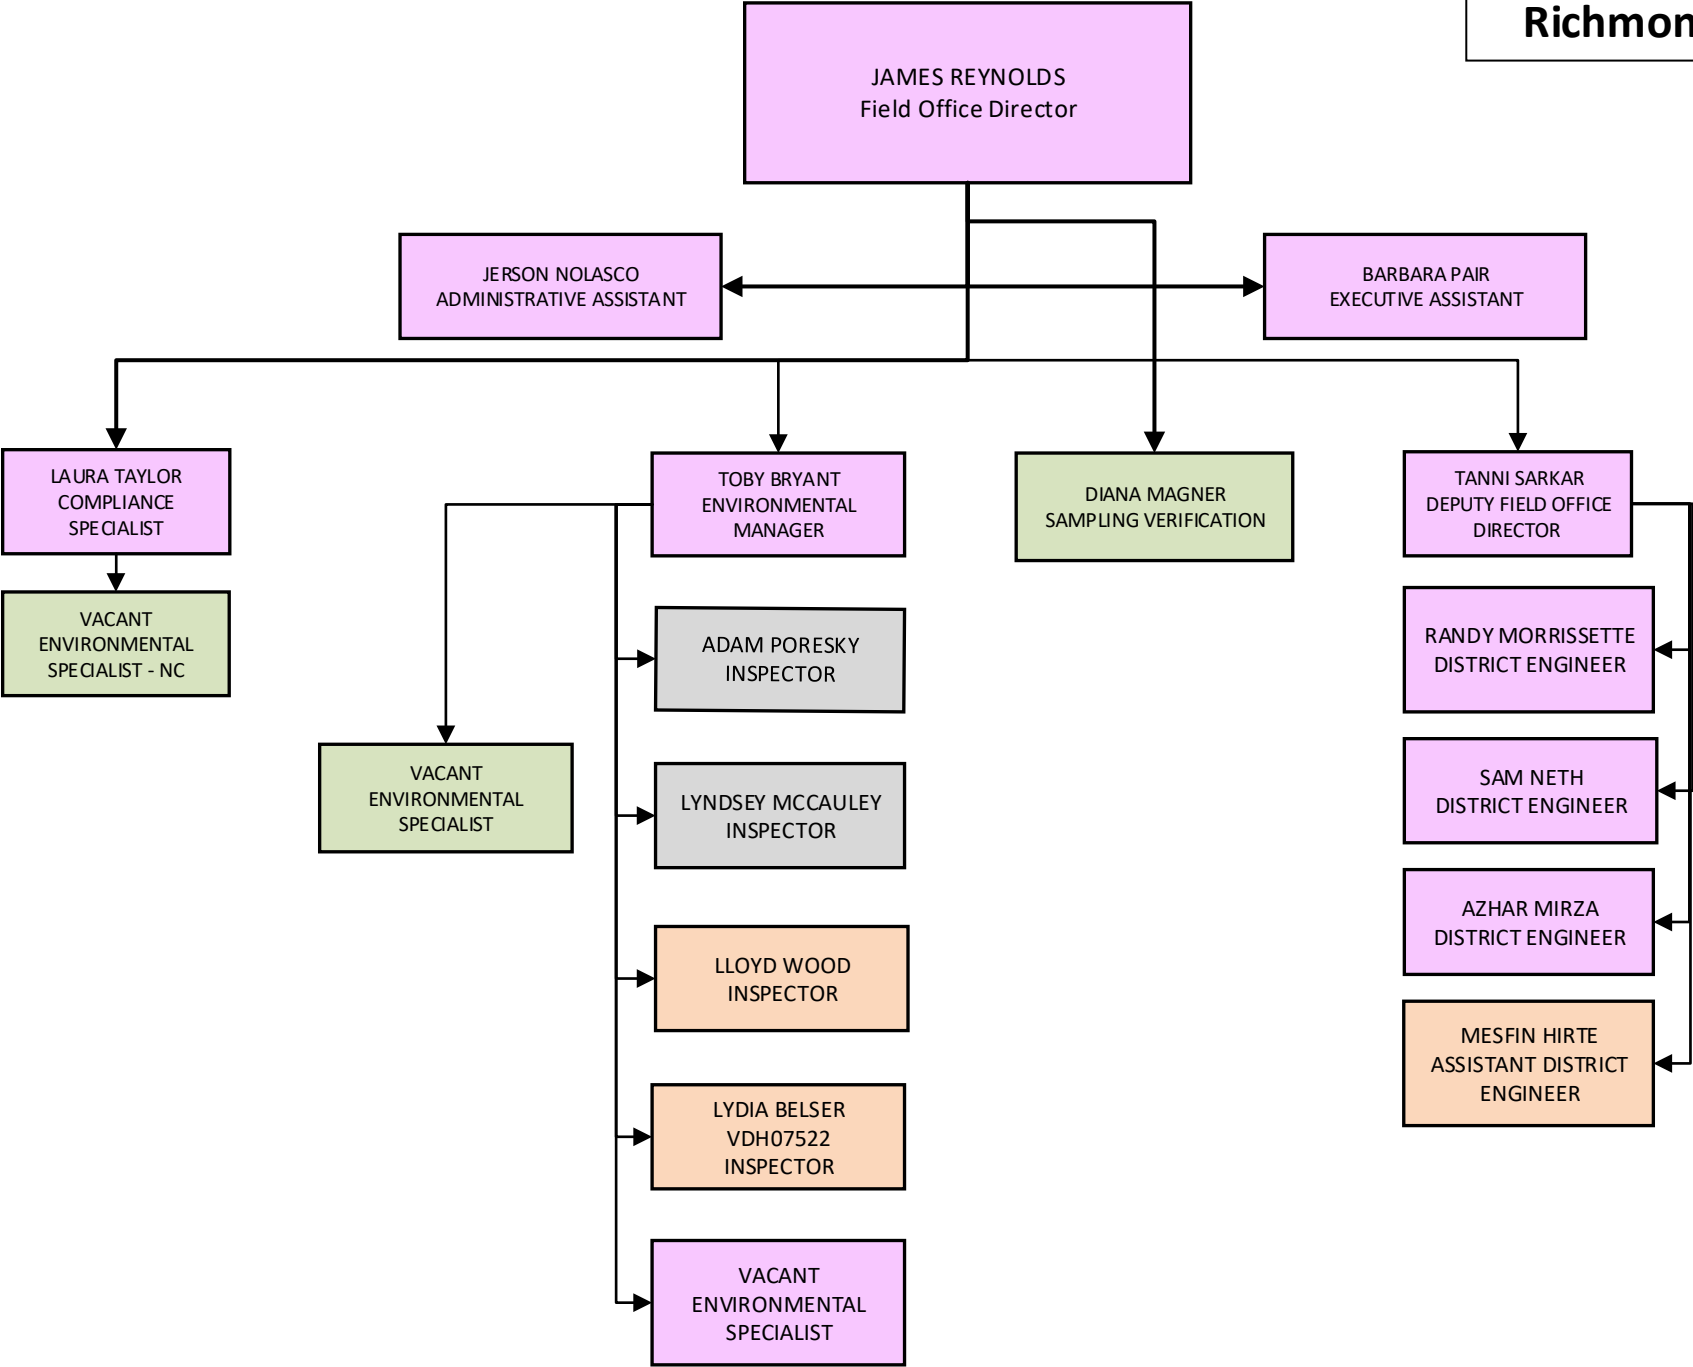 Richmon
JAMES REYNOLDS
Field Office Director
JERSON NOLASCO
ADMINISTRATIVE ASSISTANT
BARBARA PAIR
EXECUTIVE ASSISTANT
LAURA TAYLOR
COMPLIANCE
SPECIALIST
TOBY BRYANT
ENVIRONMENTAL
MANAGER
DIANA MAGNER
SAMPLING VERIFICATION
TANNI SARKAR
DEPUTY FIELD OFFICE
DIRECTOR
VACANT
ENVIRONMENTAL
SPECIALIST - NC
ADAM PORESKY
INSPECTOR
RANDY MORRISSETTE
DISTRICT ENGINEER
VACANT
ENVIRONMENTAL
SPECIALIST
LYNDSEY MCCAULEY
INSPECTOR
SAM NETH
DISTRICT ENGINEER
LLOYD WOOD
INSPECTOR
AZHAR MIRZA
DISTRICT ENGINEER
LYDIA BELSER
VDH07522
INSPECTOR
MESFIN HIRTE
ASSISTANT DISTRICT
ENGINEER
VACANT
ENVIRONMENTAL
SPECIALIST